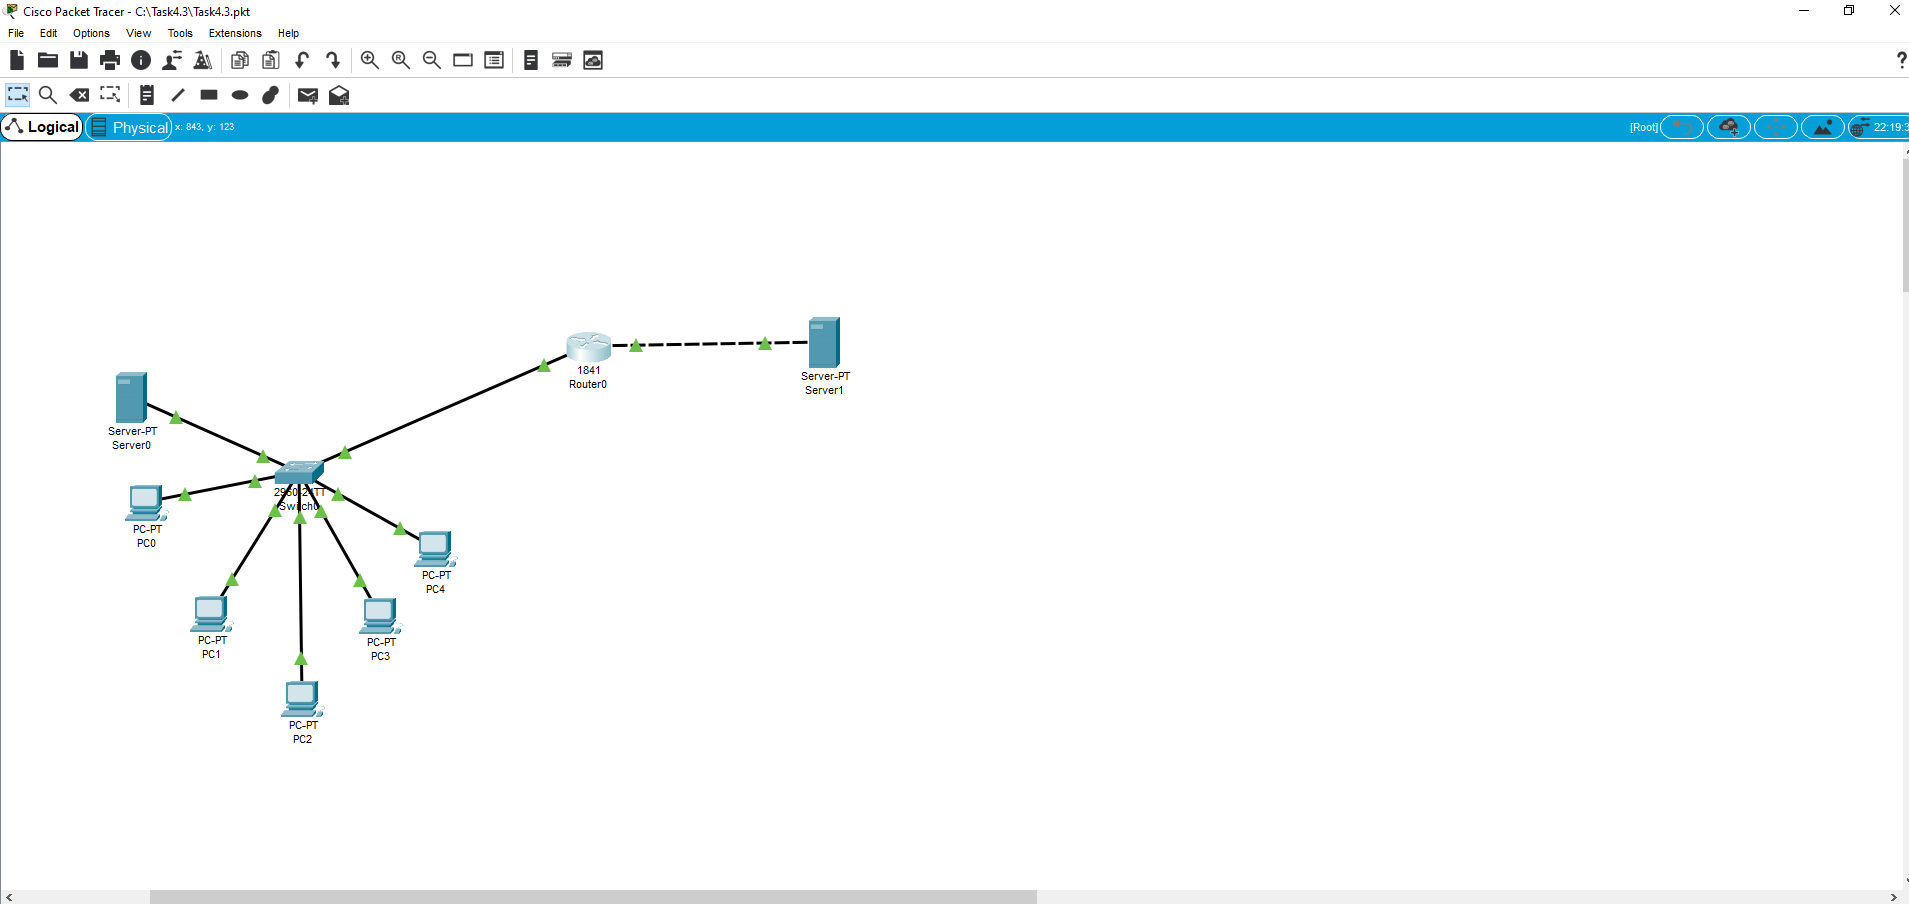 Cisco Packet Tracer - C:\Task4.3\Task4.3.pkt
File Edit Options View Tools Extensions Help
?
Logical Physical x: 843, y: 123 [Root] 22:19:3
1841
Router0
Server-PT
Server1
Server-PT
Server0
2960-24TT
Switch0
PC-PT
PC0
PC-PT
PC4
PC-PT
PC1
PC-PT
PC3
PC-PT
PC2